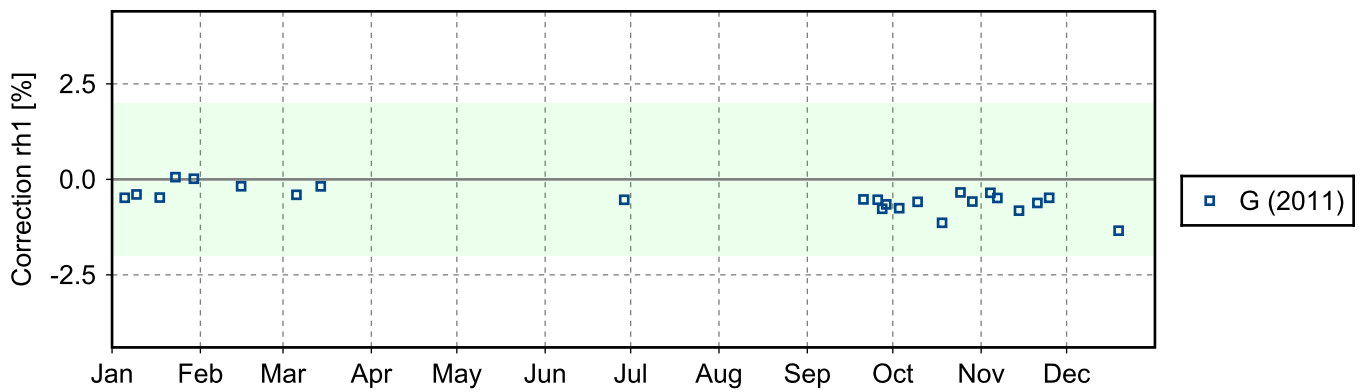 Correction rh1 [%]
2.5
0.0
-2.5
Jan Feb Mar Apr May Jun Jul Aug Sep Oct Nov Dec
G (2011)